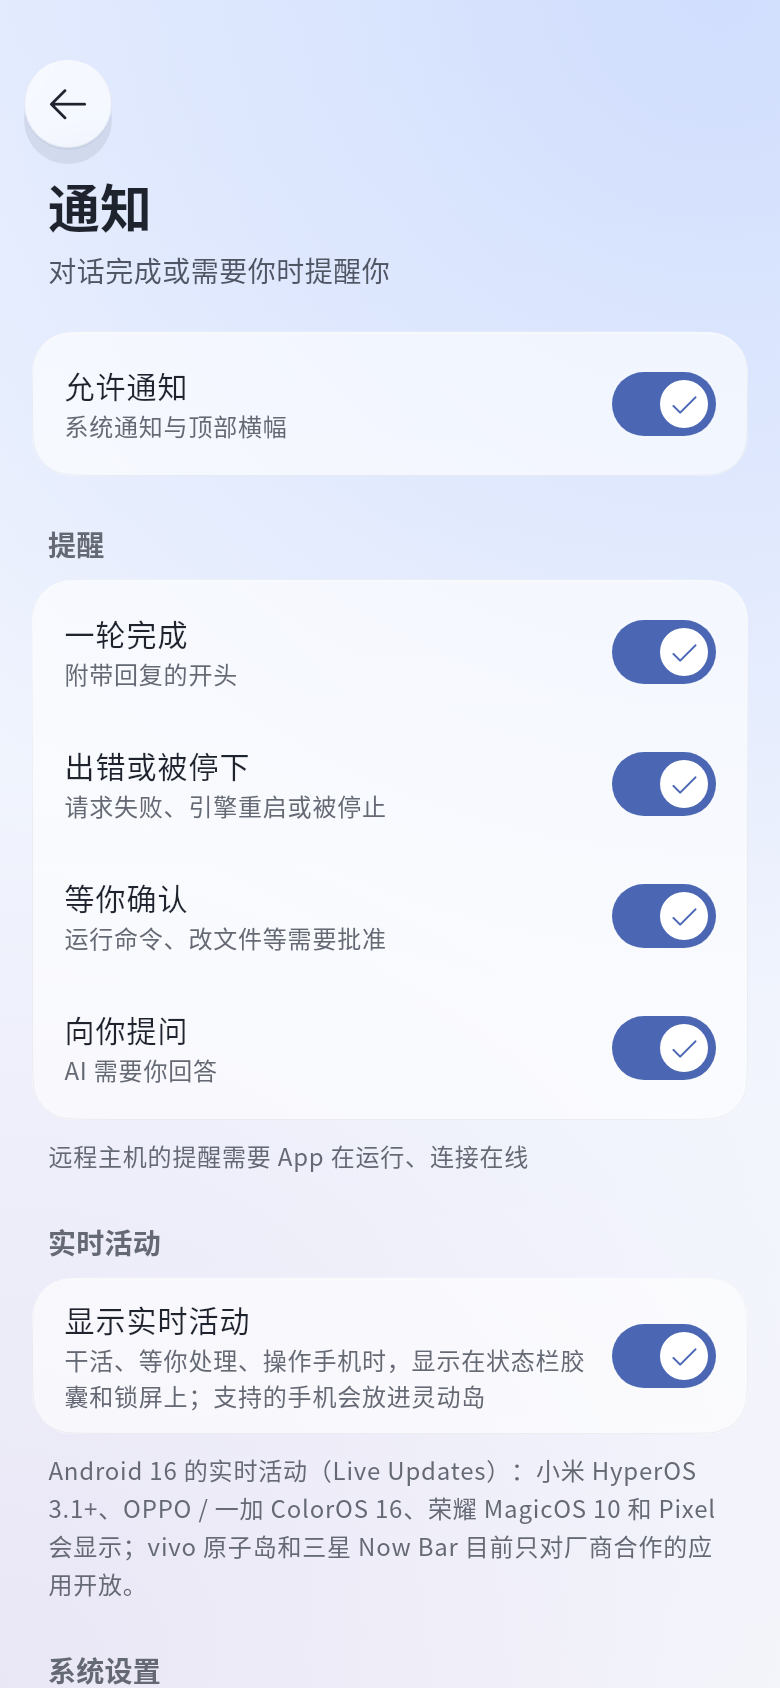 通知
对话完成或需要你时提醒你
允许通知
系统通知与顶部横幅
提醒
一轮完成
附带回复的开头
出错或被停下
请求失败、引擎重启或被停止
等你确认
运行命令、改文件等需要批准
向你提问
AI 需要你回答
远程主机的提醒需要 App 在运行、连接在线
实时活动
显示实时活动
干活、等你处理、操作手机时，显示在状态栏胶
囊和锁屏上；支持的手机会放进灵动岛
Android 16 的实时活动（Live Updates）：小米 HyperOS
3.1+、OPPO / 一加 ColorOS 16、荣耀 MagicOS 10 和 Pixel
会显示；vivo 原子岛和三星 Now Bar 目前只对厂商合作的应
用开放。
系统设置